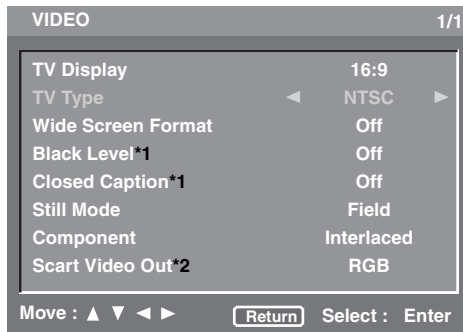 VIDEO 1/1
TV Display 16:9
TV Type ◄ NTSC ►
Wide Screen Format Off
Black Level*1 Off
Closed Caption*1 Off
Still Mode Field
Component Interlaced
Scart Video Out*2 RGB
Move : ▲ ▼ ◄ ► Return Select : Enter